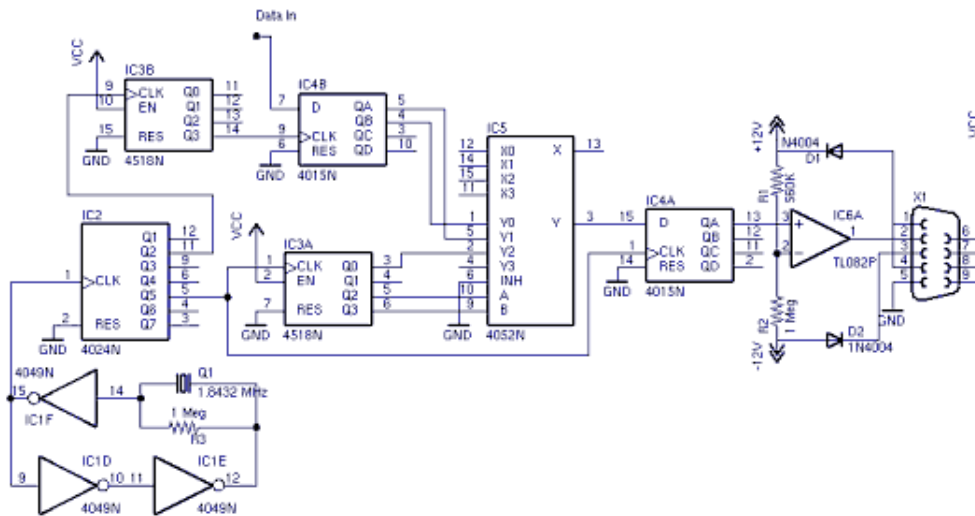 Data In
VCC
IC3B
9 CLK Q0 11
10 EN Q1 12
Q2 13
15 RES Q3 14
GND 4518N
IC4B
7 D QA 5
QB 4
9 CLK QC 3
6 RES QD 10
GND 4015N
IC5
12 X0 X 13
14 X1
15 X2
11 X3
1 Y0 Y 3
5 Y1
2 Y2
4 Y3
6 INH
10 A
9 B
GND 4052N
IC2
Q1 12
Q2 11
1 CLK Q3 9
Q4 6
Q5 5
Q6 4
2 RES Q7 3
GND 4024N
VCC
IC3A
1 CLK Q0 3
2 EN Q1 4
Q2 5
7 RES Q3 6
GND 4518N
IC4A
15 D QA 13
QB 12
1 CLK QC 11
14 RES QD 2
GND 4015N
+12V
N4004
D1
R1
560K
3 + IC6A
1
2 -
TL082P
R2
1 Meg
-12V
D2
1N4004
X1
VCC
1 6
2 7
3 8
4 9
5
GND
4049N
15 14
IC1F
Q1
1.8432 MHz
1 Meg
R3
IC1D IC1E
9 10 11 12
4049N 4049N